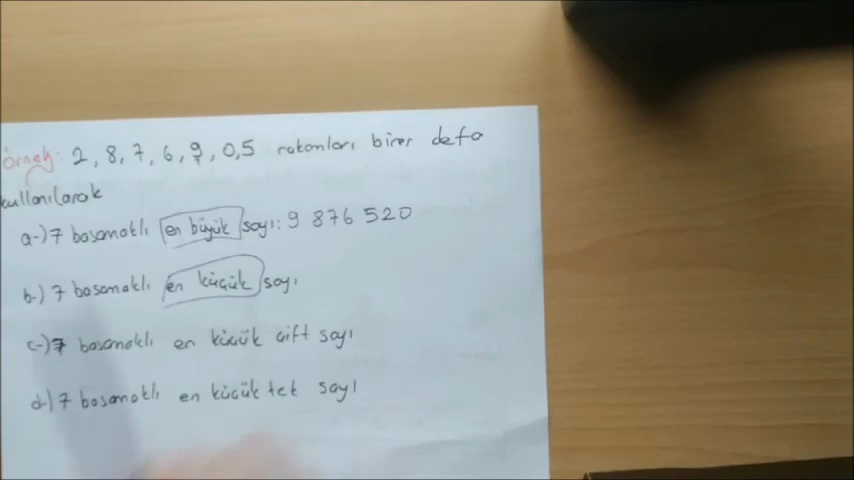 Örnek: 2, 8, 7, 6, 9, 0, 5 rakamları birer defa
kullanılarak
a-) 7 basamaklı en büyük sayı: 9 876 520
b-) 7 basamaklı en küçük sayı
c-) 7 basamaklı en küçük çift sayı
d-) 7 basamaklı en küçük tek sayı